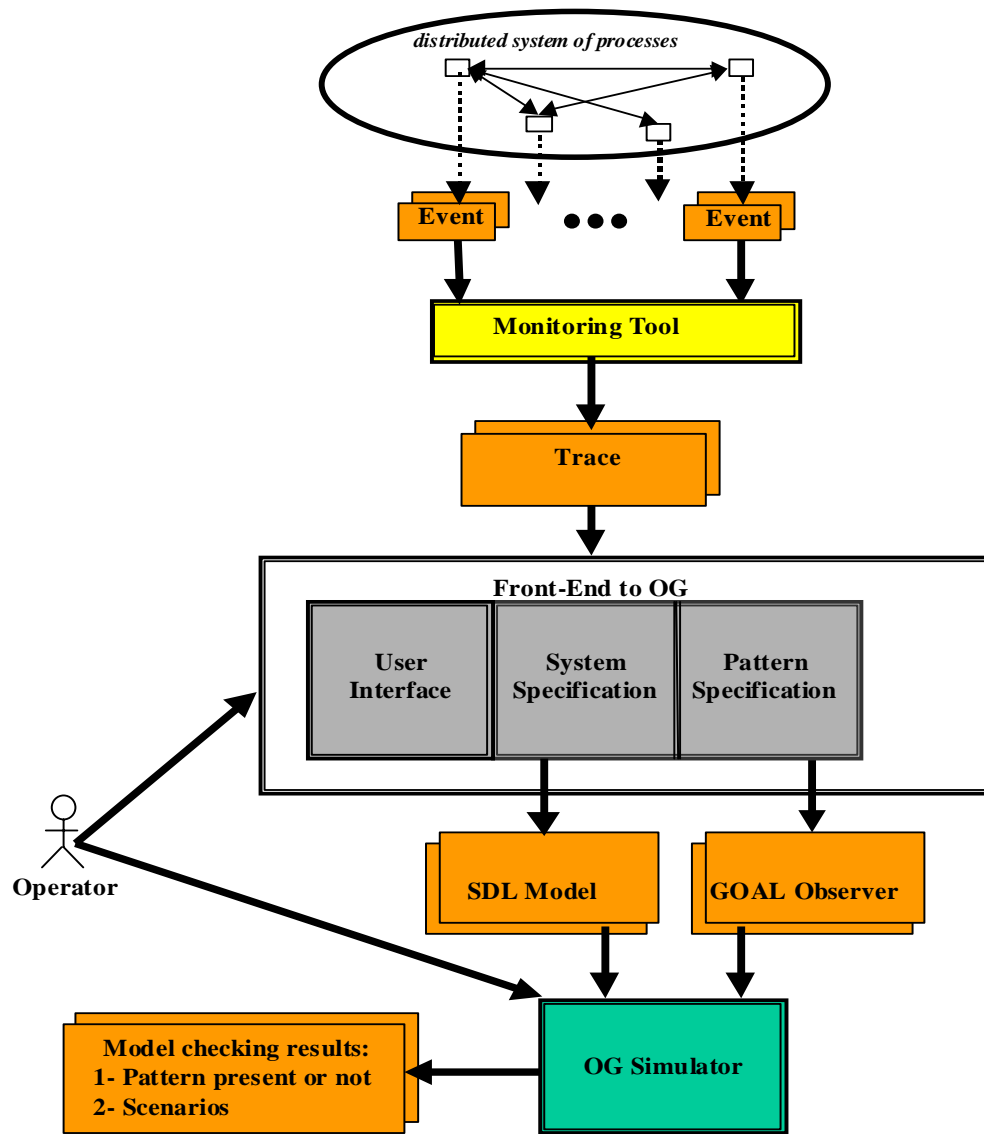 distributed system of processes
Event
Event
Monitoring Tool
Trace
Front-End to OG
User
Interface
System
Specification
Pattern
Specification
Operator
SDL Model
GOAL Observer
Model checking results:
1- Pattern present or not
2- Scenarios
OG Simulator